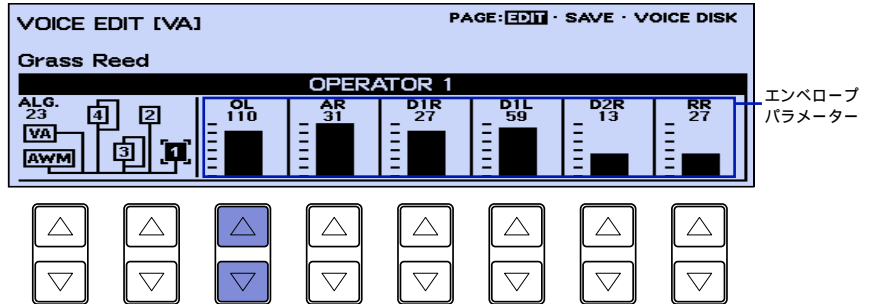 VOICE EDIT [VA]
PAGE:EDIT · SAVE · VOICE DISK
Grass Reed
OPERATOR 1
ALG.
23
4
2
VA
AWM
3
1
OL
110
AR
31
D1R
27
D1L
59
D2R
13
RR
27
エンベロープ
パラメーター